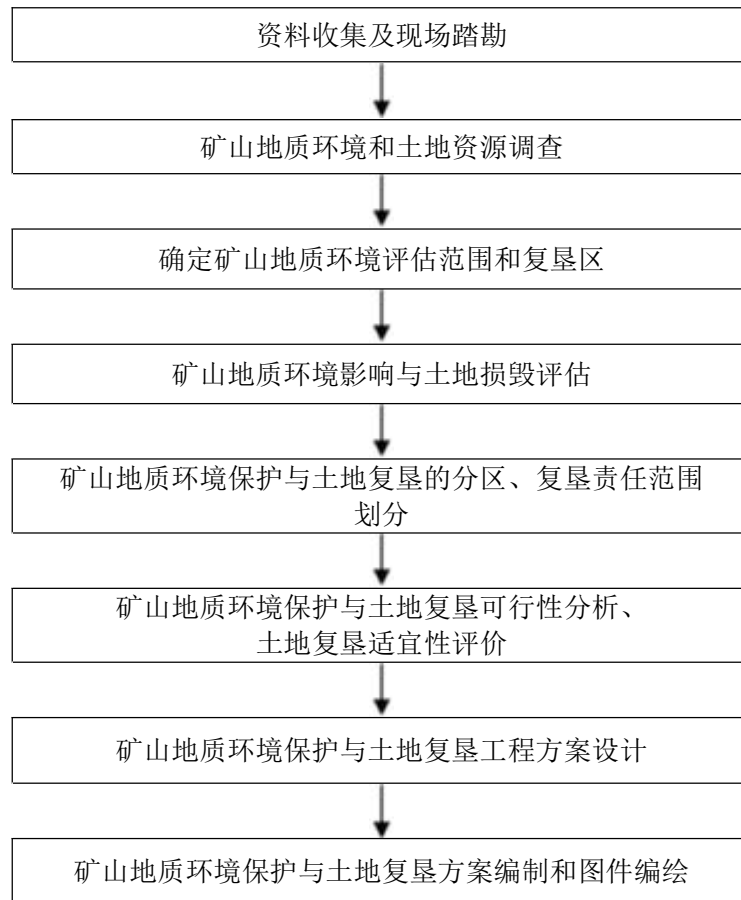 资料收集及现场踏勘
矿山地质环境和土地资源调查
确定矿山地质环境评估范围和复垦区
矿山地质环境影响与土地损毁评估
矿山地质环境保护与土地复垦的分区、复垦责任范围
划分
矿山地质环境保护与土地复垦可行性分析、
土地复垦适宜性评价
矿山地质环境保护与土地复垦工程方案设计
矿山地质环境保护与土地复垦方案编制和图件编绘